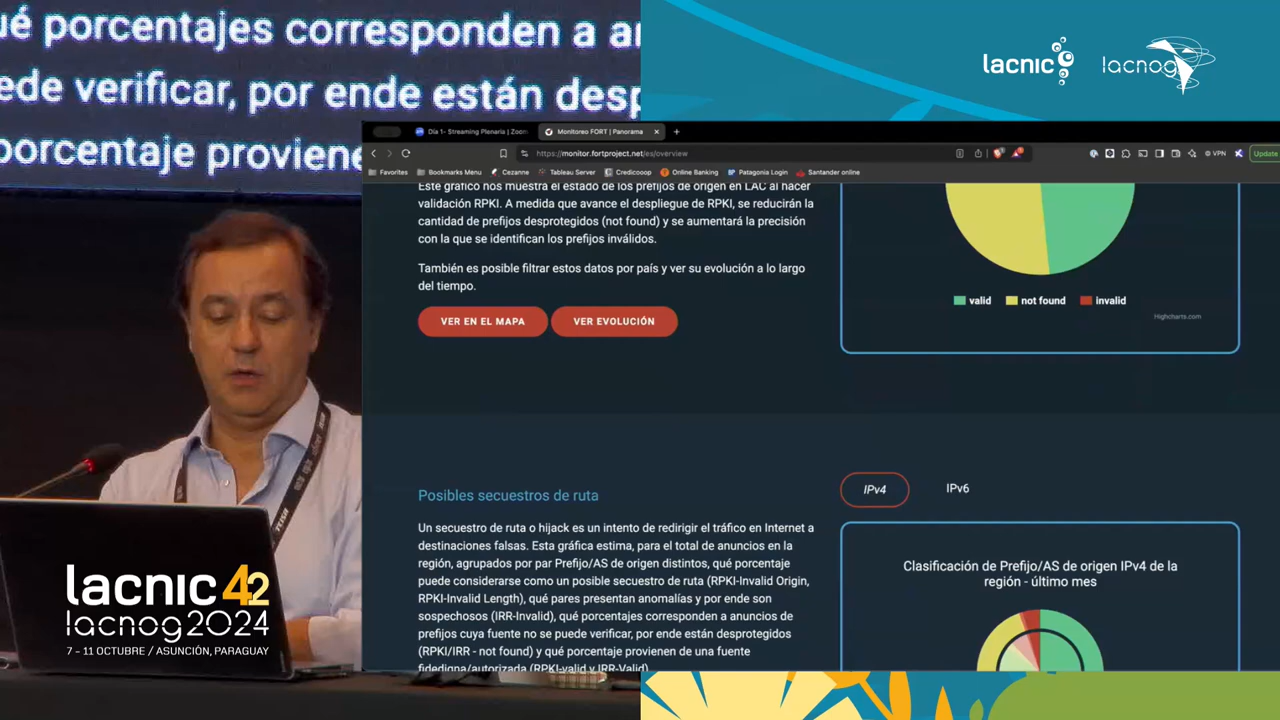 ué porcentajes corresponden a a
ede verificar, por ende están desp
porcentaje proviene
lacnic
lacnog
Día 1- Streaming Plenaria | Zoom
Monitoreo FORT | Panorama
https://monitor.fortproject.net/es/overview
VPN
Update
Favorites
Bookmarks Menu
Cezanne
Tableau Server
Credicoop
Online Banking
Patagonia Login
Santander online
Este gráfico nos muestra el estado de los prefijos de origen en LAC al hacer
validación RPKI. A medida que avance el despliegue de RPKI, se reducirán la
cantidad de prefijos desprotegidos (not found) y se aumentará la precisión
con la que se identifican los prefijos inválidos.
También es posible filtrar estos datos por país y ver su evolución a lo largo
del tiempo.
VER EN EL MAPA
VER EVOLUCIÓN
valid
not found
invalid
Highcharts.com
Posibles secuestros de ruta
Un secuestro de ruta o hijack es un intento de redirigir el tráfico en Internet a
destinaciones falsas. Esta gráfica estima, para el total de anuncios en la
región, agrupados por par Prefijo/AS de origen distintos, qué porcentaje
puede considerarse como un posible secuestro de ruta (RPKI-Invalid Origin,
RPKI-Invalid Length), qué pares presentan anomalías y por ende son
sospechosos (IRR-Invalid), qué porcentajes corresponden a anuncios de
prefijos cuya fuente no se puede verificar, por ende están desprotegidos
(RPKI/IRR - not found) y qué porcentaje provienen de una fuente
fidedigna/autorizada (RPKI-valid y IRR-Valid).
IPv4
IPv6
Clasificación de Prefijo/AS de origen IPv4 de la
región - último mes
lacnic 42
lacnog 2024
7 – 11 OCTUBRE / ASUNCIÓN, PARAGUAY